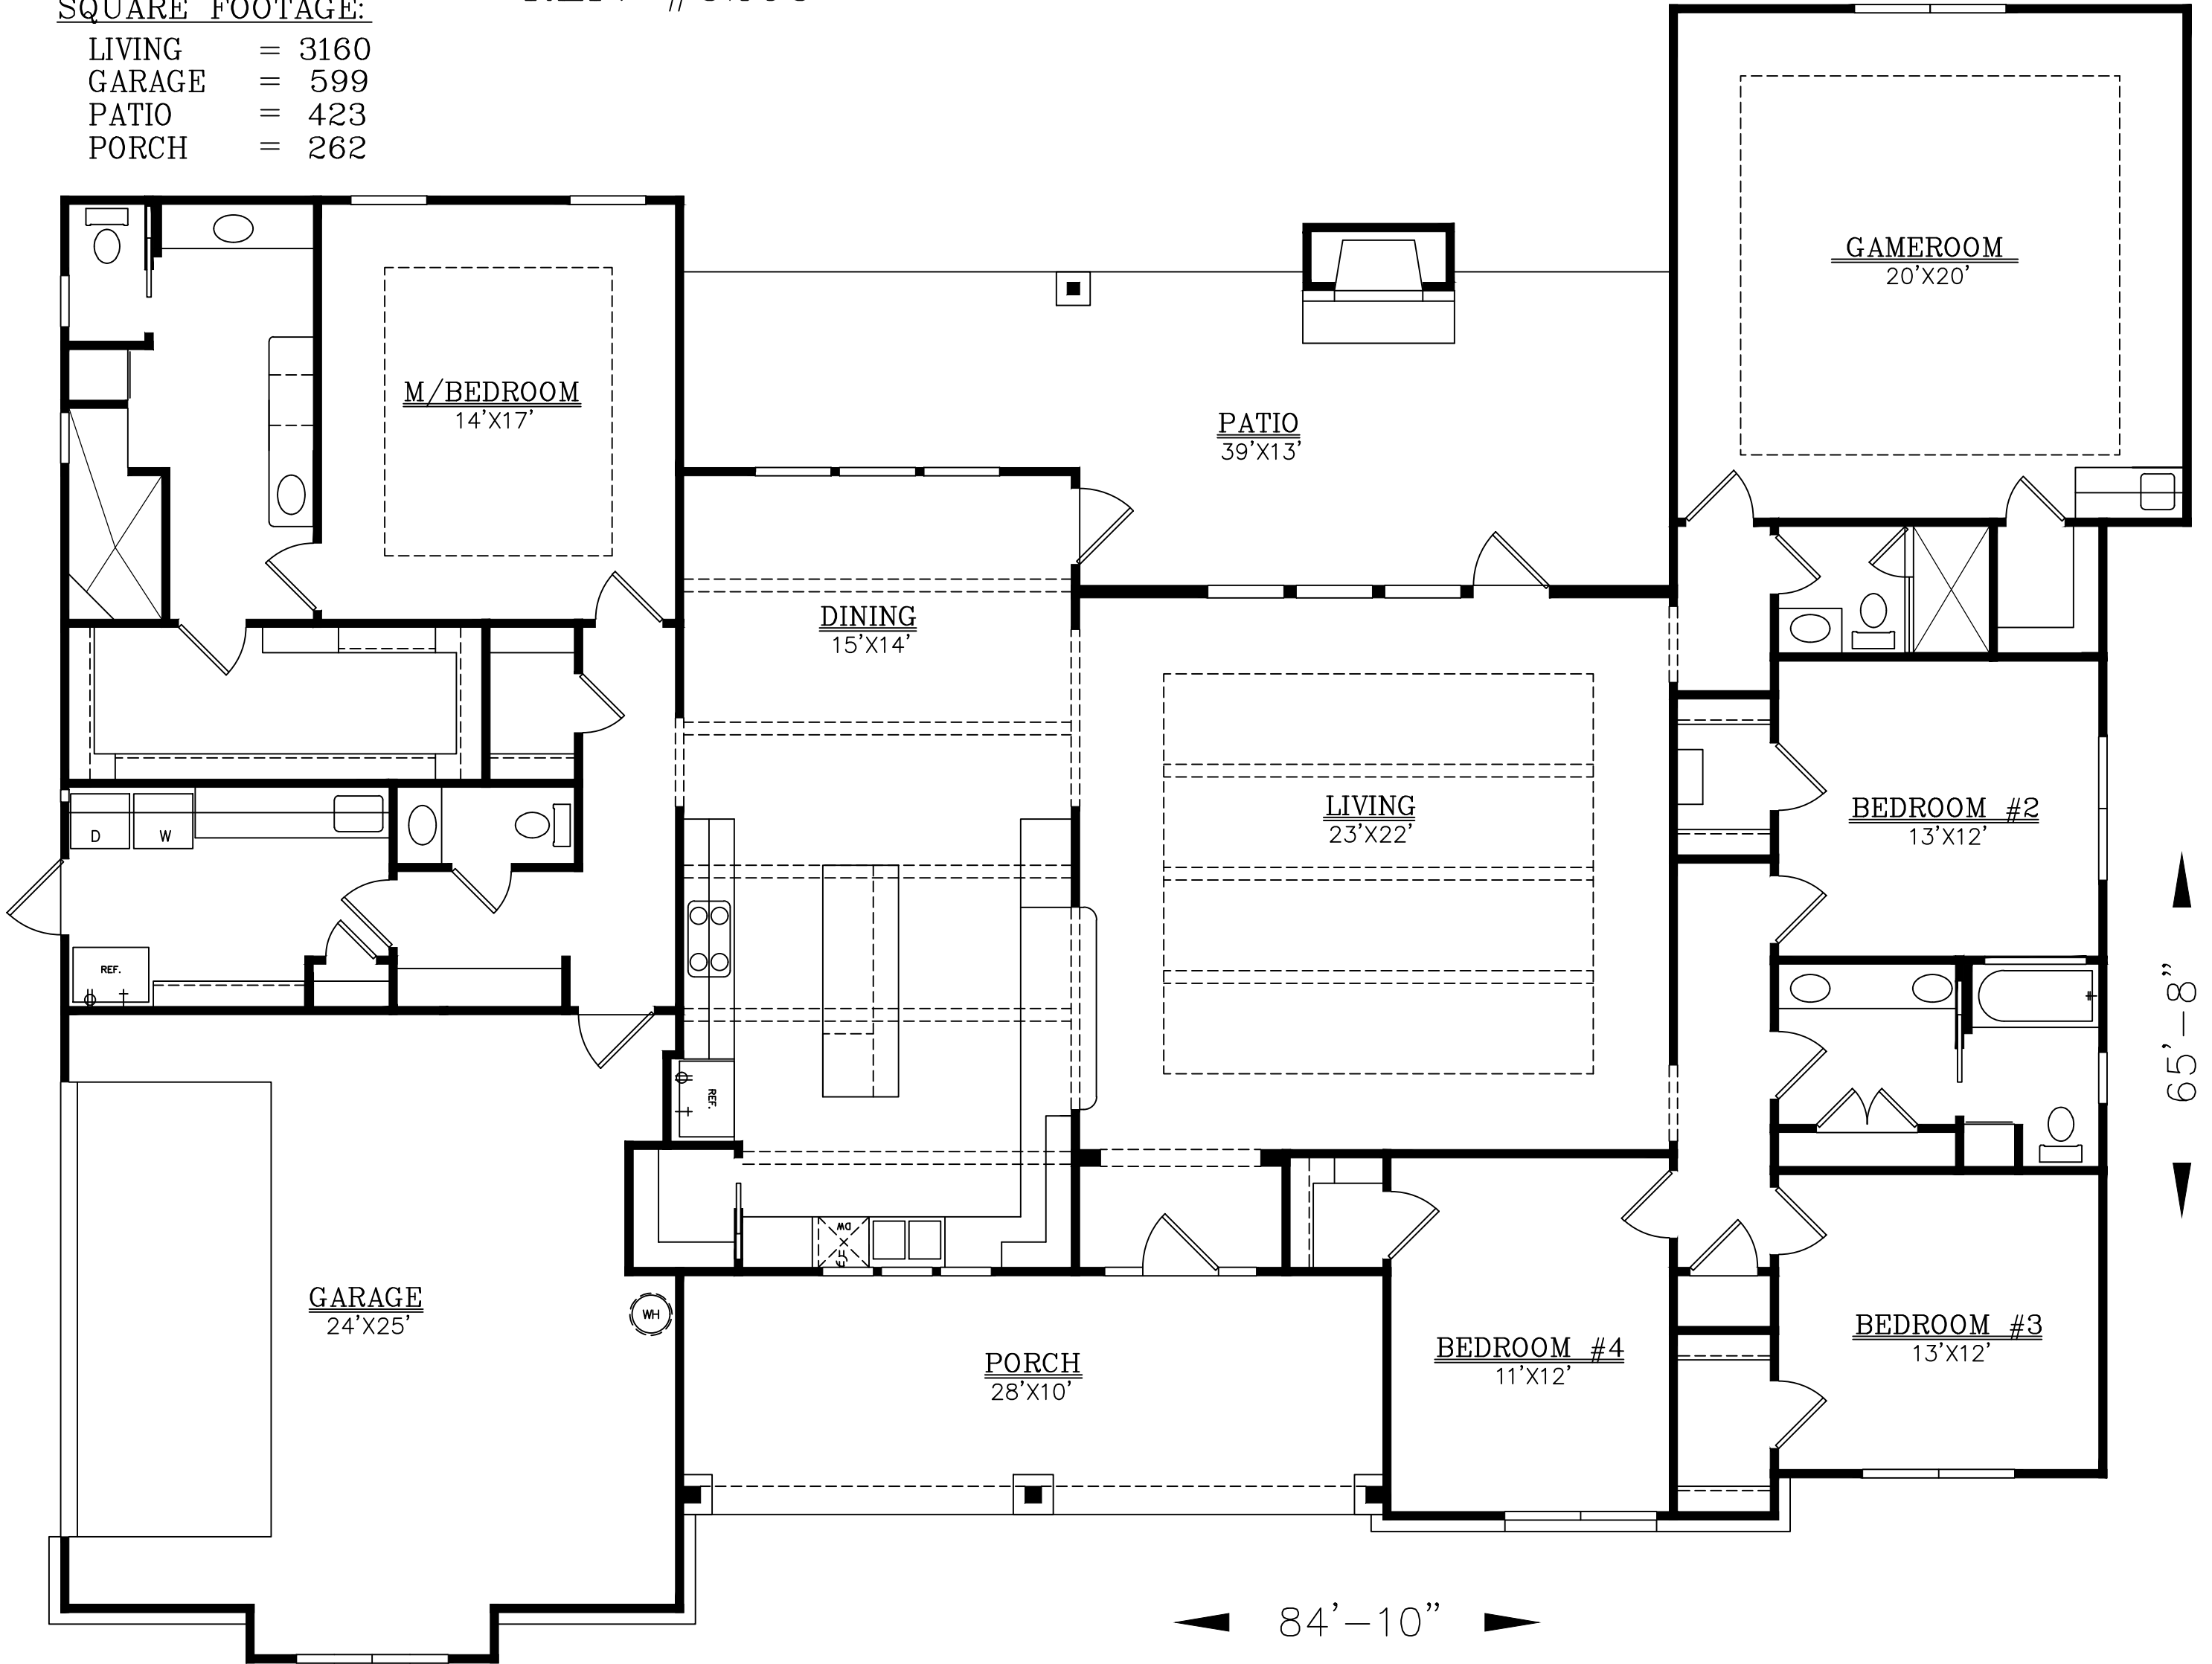 SQUARE FOOTAGE:
LIVING = 3160
GARAGE = 599
PATIO = 423
PORCH = 262
GAMEROOM
20'X20'
M/BEDROOM
14'X17'
PATIO
39'X13'
DINING
15'X14'
LIVING
23'X22'
BEDROOM #2
13'X12'
D W
REF.
REF.
65'-8"
DW
WH
GARAGE
24'X25'
PORCH
28'X10'
BEDROOM #4
11'X12'
BEDROOM #3
13'X12'
84'-10"